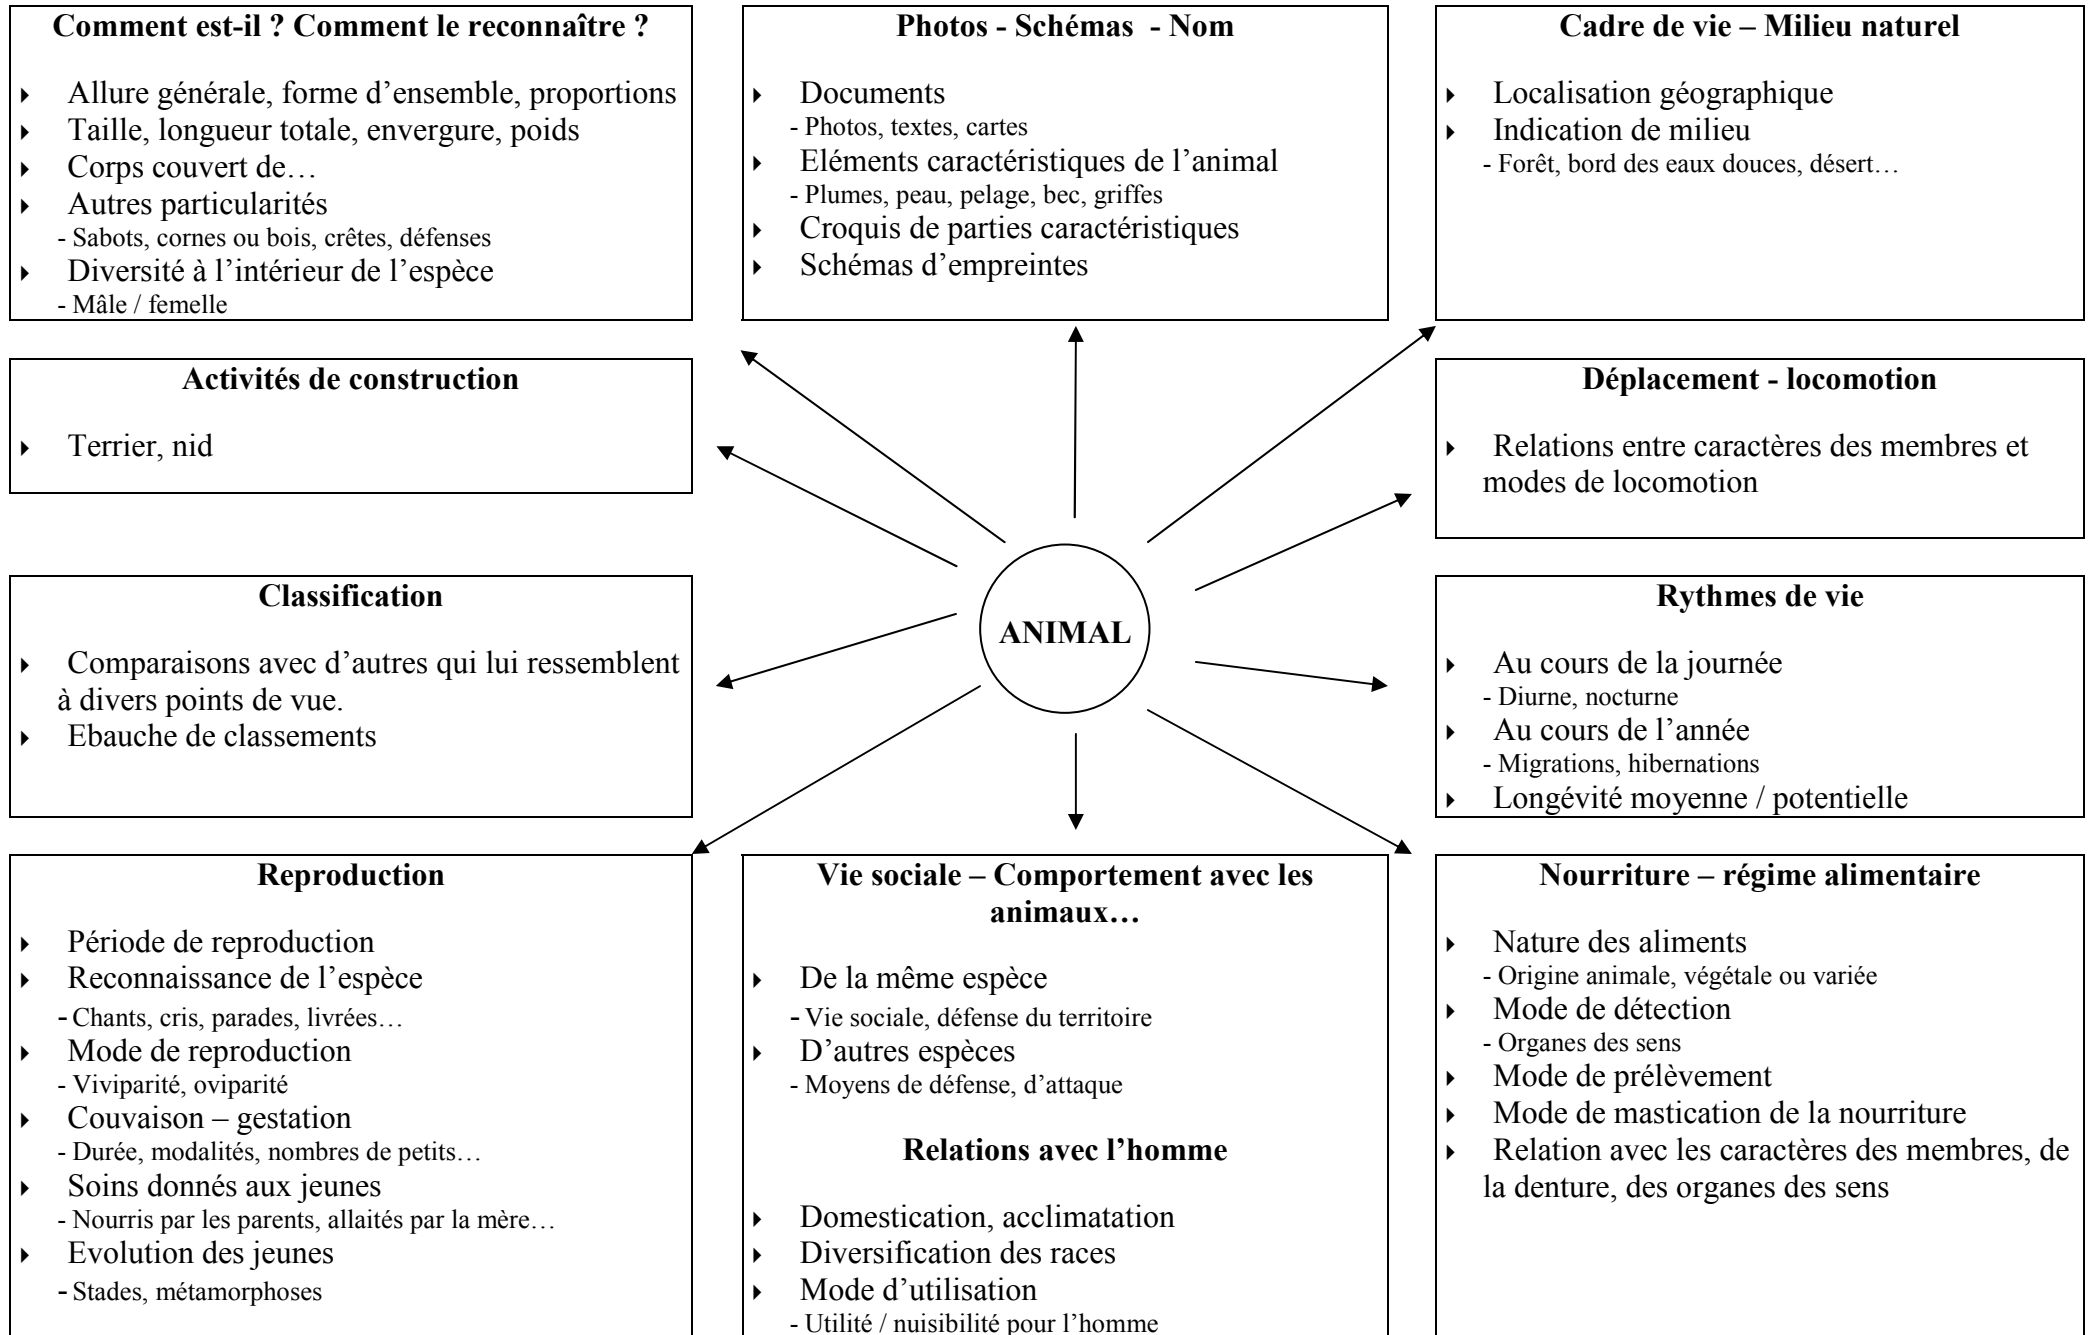 Comment est-il ? Comment le reconnaître ?
▸ Allure générale, forme d’ensemble, proportions
▸ Taille, longueur totale, envergure, poids
▸ Corps couvert de…
▸ Autres particularités
- Sabots, cornes ou bois, crêtes, défenses
▸ Diversité à l’intérieur de l’espèce
- Mâle / femelle
Photos - Schémas - Nom
▸ Documents
- Photos, textes, cartes
▸ Eléments caractéristiques de l’animal
- Plumes, peau, pelage, bec, griffes
▸ Croquis de parties caractéristiques
▸ Schémas d’empreintes
Cadre de vie – Milieu naturel
▸ Localisation géographique
▸ Indication de milieu
- Forêt, bord des eaux douces, désert…
Activités de construction
▸ Terrier, nid
Déplacement - locomotion
▸ Relations entre caractères des membres et
modes de locomotion
Classification
▸ Comparaisons avec d’autres qui lui ressemblent
à divers points de vue.
▸ Ebauche de classements
ANIMAL
Rythmes de vie
▸ Au cours de la journée
- Diurne, nocturne
▸ Au cours de l’année
- Migrations, hibernations
▸ Longévité moyenne / potentielle
Reproduction
▸ Période de reproduction
▸ Reconnaissance de l’espèce
- Chants, cris, parades, livrées…
▸ Mode de reproduction
- Viviparité, oviparité
▸ Couvaison – gestation
- Durée, modalités, nombres de petits…
▸ Soins donnés aux jeunes
- Nourris par les parents, allaités par la mère…
▸ Evolution des jeunes
- Stades, métamorphoses
Vie sociale – Comportement avec les
animaux…
▸ De la même espèce
- Vie sociale, défense du territoire
▸ D’autres espèces
- Moyens de défense, d’attaque
Relations avec l’homme
▸ Domestication, acclimatation
▸ Diversification des races
▸ Mode d’utilisation
- Utilité / nuisibilité pour l’homme
Nourriture – régime alimentaire
▸ Nature des aliments
- Origine animale, végétale ou variée
▸ Mode de détection
- Organes des sens
▸ Mode de prélèvement
▸ Mode de mastication de la nourriture
▸ Relation avec les caractères des membres, de
la denture, des organes des sens